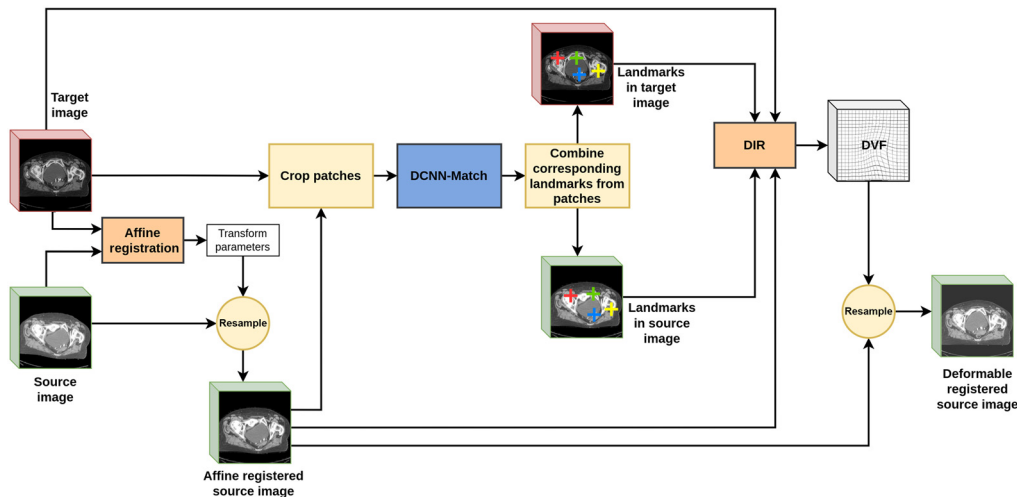 Target
image
Landmarks
in target
image
Crop patches
DCNN-Match
Combine
corresponding
landmarks from
patches
DIR
DVF
Affine
registration
Transform
parameters
Resample
Source
image
Landmarks
in source
image
Resample
Deformable
registered
source image
Affine registered
source image